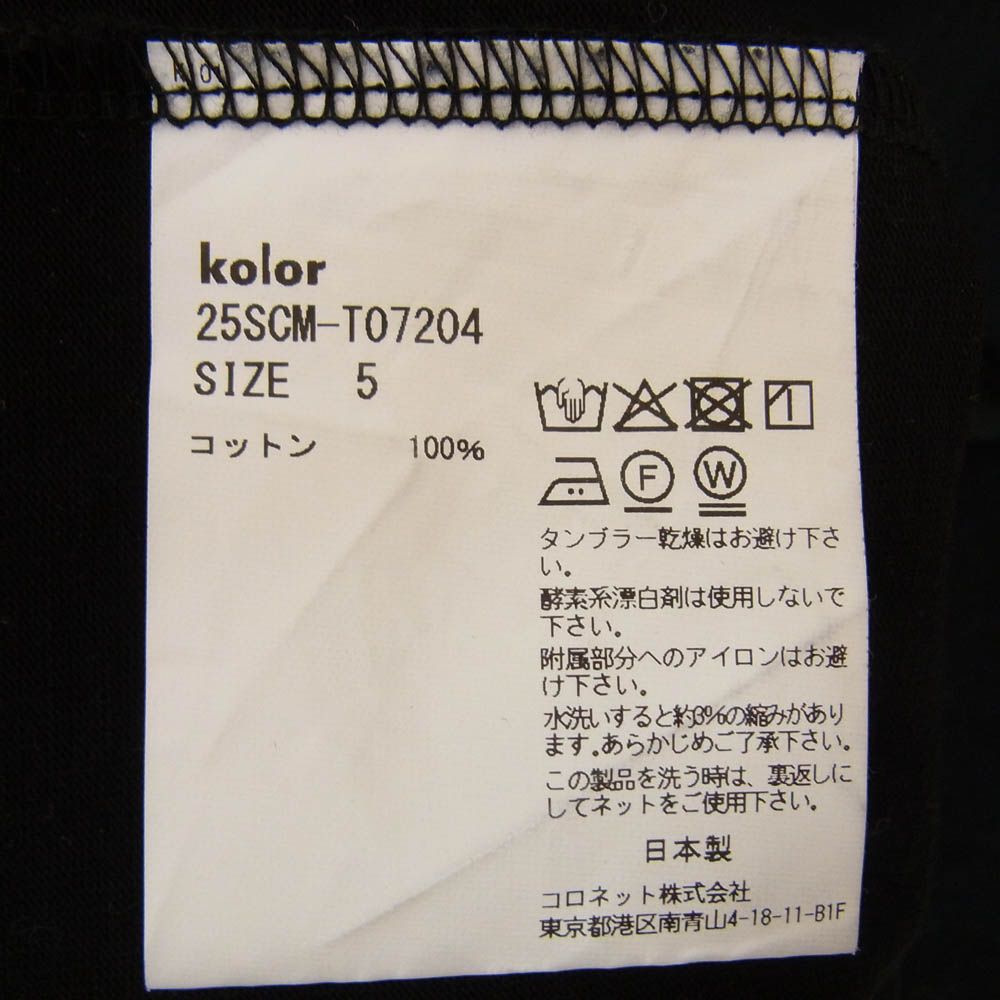 kolor
25SCM-T07204
SIZE 5
コットン 100%
F W
タンブラー乾燥はお避け下さ
い。
酵素系漂白剤は使用しないで
下さい。
附属部分へのアイロンはお避
け下さい。
水洗いすると約3%の縮みがあり
ます。あらかじめご了承下さい。
この製品を洗う時は、裏返しに
してネットをご使用下さい。
日本製
コロネット株式会社
東京都港区南青山4-18-11-B1F